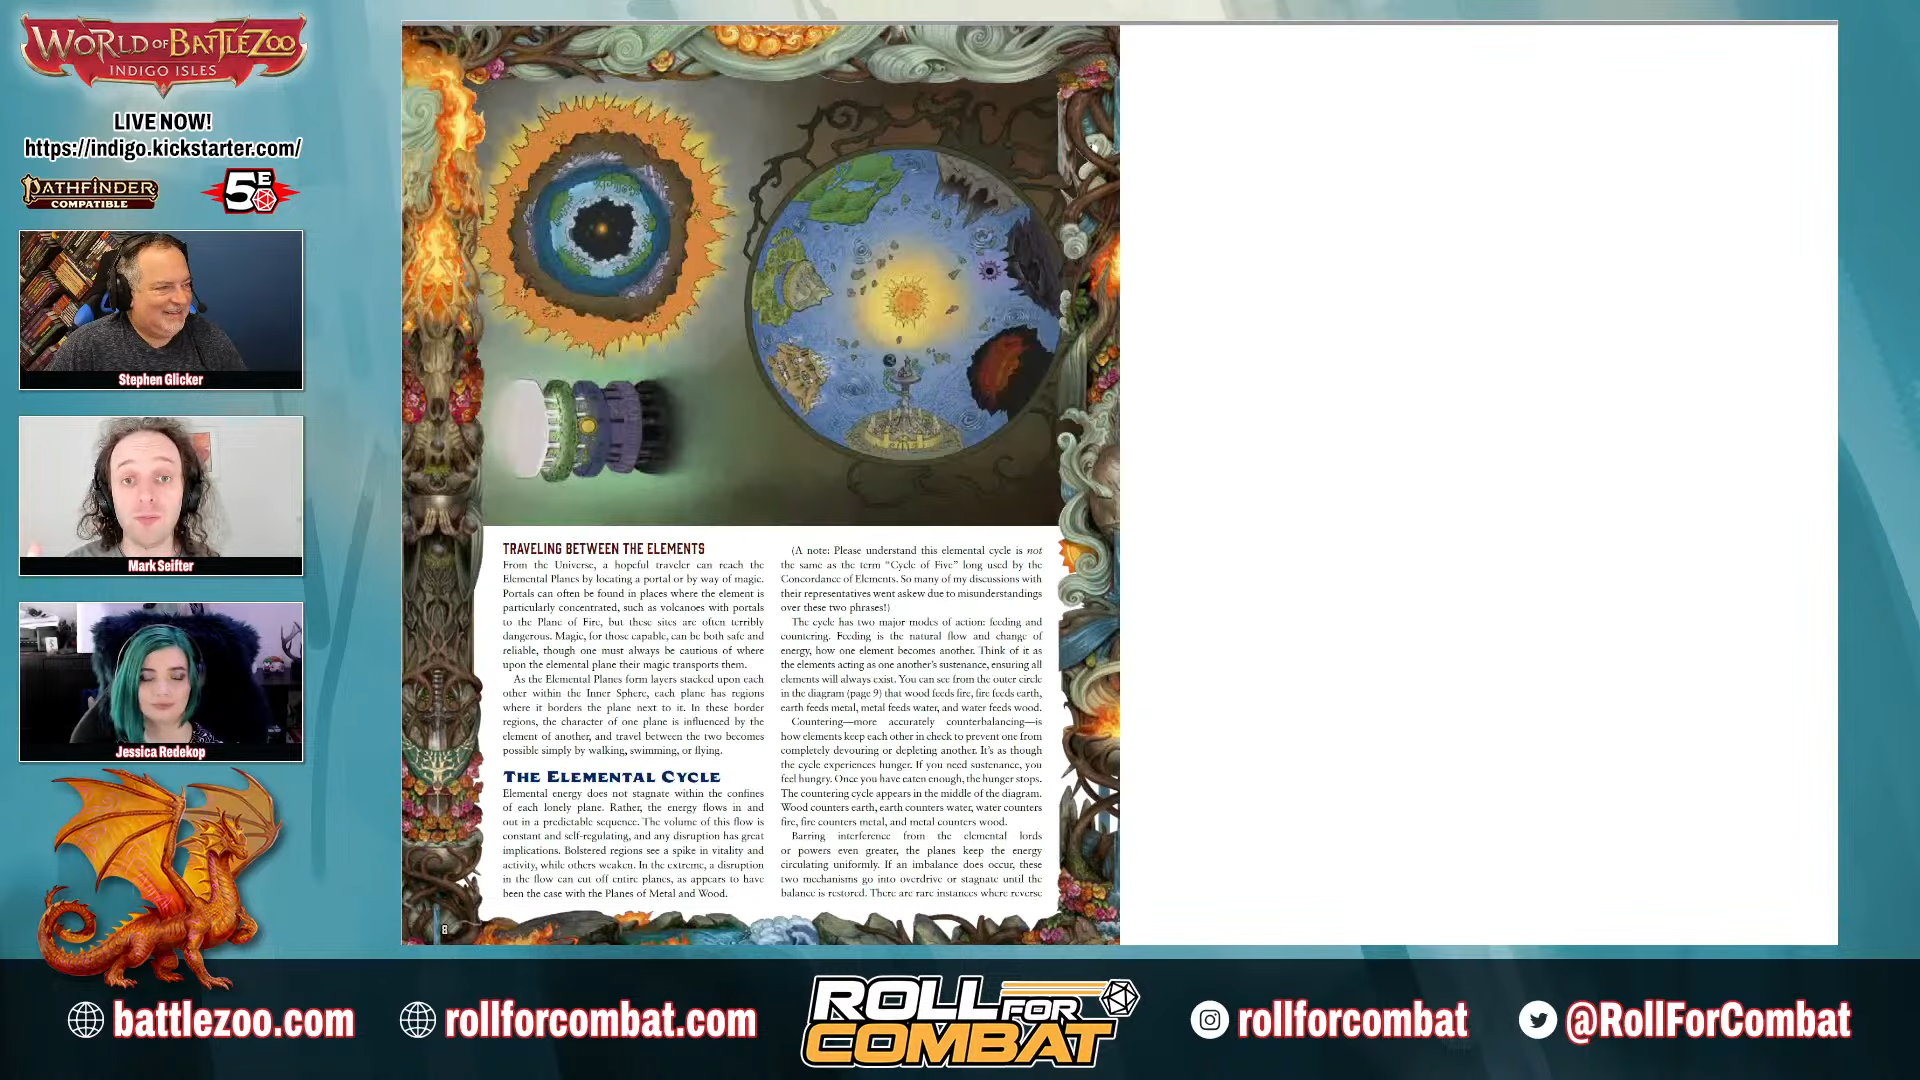 WORLD OF BATTLEZOO
INDIGO ISLES
LIVE NOW!
https://indigo.kickstarter.com/
PATHFINDER
COMPATIBLE
5E
Stephen Glicker
Mark Seifter
Jessica Redekop
TRAVELING BETWEEN THE ELEMENTS
From the Universe, a hopeful traveler can reach the
Elemental Planes by locating a portal or by way of magic.
Portals can often be found in places where the element is
particularly concentrated, such as volcanoes with portals
to the Plane of Fire, but these sites are often terribly
dangerous. Magic, for those capable, can be both safe and
reliable, though one must always be cautious of where
upon the elemental plane their magic transports them.
As the Elemental Planes form layers stacked upon each
other within the Inner Sphere, each plane has regions
where it borders the plane next to it. In these border
regions, the character of one plane is influenced by the
element of another, and travel between the two becomes
possible simply by walking, swimming, or flying.
THE ELEMENTAL CYCLE
Elemental energy does not stagnate within the confines
of each lonely plane. Rather, the energy flows in and
out in a predictable sequence. The volume of this flow is
constant and self-regulating, and any disruption has great
implications. Bolstered regions see a spike in vitality and
activity, while others weaken. In the extreme, a disruption
in the flow can cut off entire planes, as appears to have
been the case with the Planes of Metal and Wood.
(A note: Please understand this elemental cycle is not
the same as the term “Cycle of Five” long used by the
Concordance of Elements. So many of my discussions with
their representatives went askew due to misunderstandings
over these two phrases!)
The cycle has two major modes of action: feeding and
countering. Feeding is the natural flow and change of
energy, how one element becomes another. Think of it as
the elements acting as one another’s sustenance, ensuring all
elements will always exist. You can see from the outer circle
in the diagram (page 9) that wood feeds fire, fire feeds earth,
earth feeds metal, metal feeds water, and water feeds wood.
Countering—more accurately counterbalancing—is
how elements keep each other in check to prevent one from
completely devouring or depleting another. It’s as though
the cycle experiences hunger. If you need sustenance, you
feel hungry. Once you have eaten enough, the hunger stops.
The countering cycle appears in the middle of the diagram.
Wood counters earth, earth counters water, water counters
fire, fire counters metal, and metal counters wood.
Barring interference from the elemental lords
or powers even greater, the planes keep the energy
circulating uniformly. If an imbalance does occur, these
two mechanisms go into overdrive or stagnate until the
balance is restored. There are rare instances where reverse
8
battlezoo.com
rollforcombat.com
ROLL FOR
COMBAT
rollforcombat
@RollForCombat